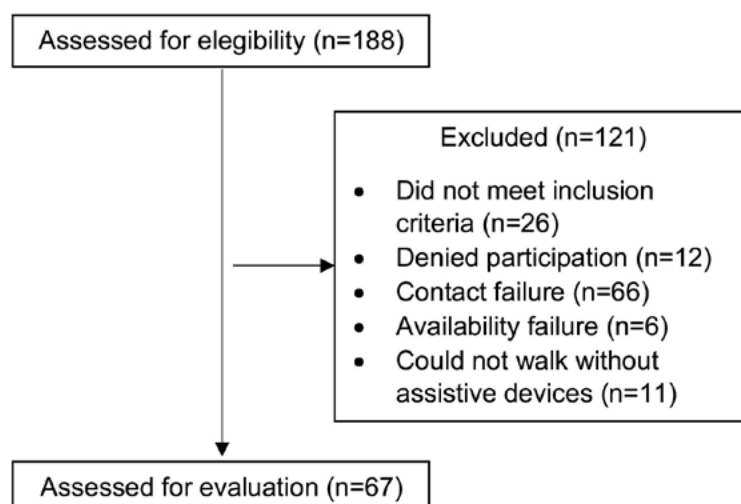 Assessed for elegibility (n=188)
Excluded (n=121)
• Did not meet inclusion
criteria (n=26)
• Denied participation (n=12)
• Contact failure (n=66)
• Availability failure (n=6)
• Could not walk without
assistive devices (n=11)
Assessed for evaluation (n=67)